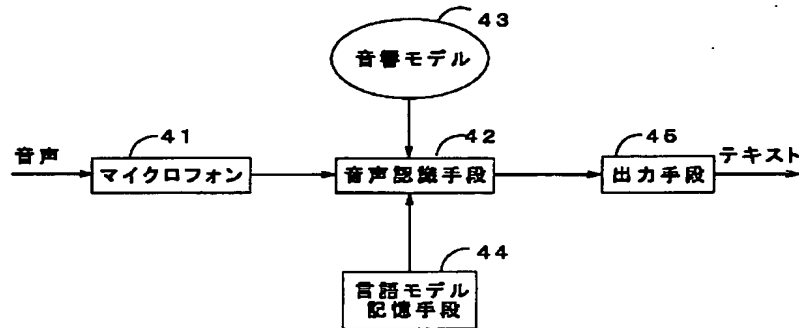 43
音響モデル
41
42
45
音声
マイクロフォン
音声認識手段
出力手段
テキスト
44
言語モデル
記憶手段